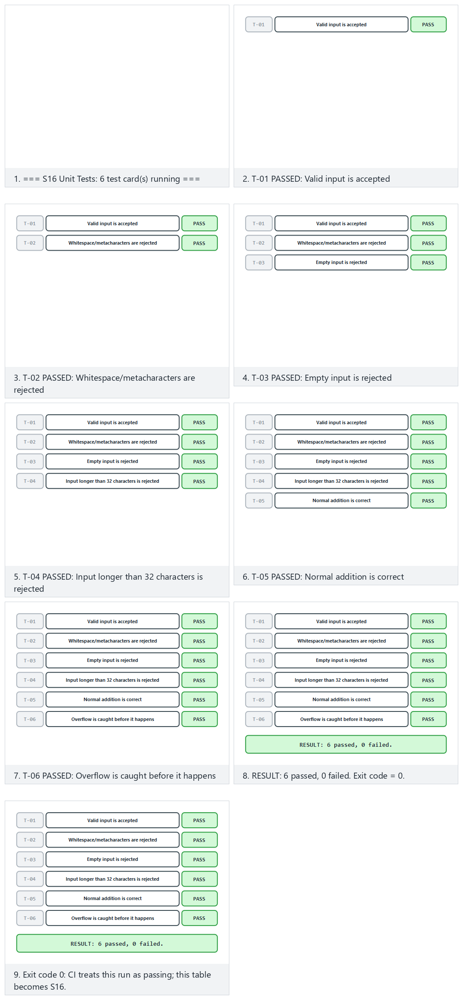 1. === S16 Unit Tests: 6 test card(s) running ===
T-01 Valid input is accepted PASS
2. T-01 PASSED: Valid input is accepted
T-01 Valid input is accepted PASS
T-02 Whitespace/metacharacters are rejected PASS
3. T-02 PASSED: Whitespace/metacharacters are
rejected
T-01 Valid input is accepted PASS
T-02 Whitespace/metacharacters are rejected PASS
T-03 Empty input is rejected PASS
4. T-03 PASSED: Empty input is rejected
T-01 Valid input is accepted PASS
T-02 Whitespace/metacharacters are rejected PASS
T-03 Empty input is rejected PASS
T-04 Input longer than 32 characters is rejected PASS
5. T-04 PASSED: Input longer than 32 characters is
rejected
T-01 Valid input is accepted PASS
T-02 Whitespace/metacharacters are rejected PASS
T-03 Empty input is rejected PASS
T-04 Input longer than 32 characters is rejected PASS
T-05 Normal addition is correct PASS
6. T-05 PASSED: Normal addition is correct
T-01 Valid input is accepted PASS
T-02 Whitespace/metacharacters are rejected PASS
T-03 Empty input is rejected PASS
T-04 Input longer than 32 characters is rejected PASS
T-05 Normal addition is correct PASS
T-06 Overflow is caught before it happens PASS
7. T-06 PASSED: Overflow is caught before it happens
T-01 Valid input is accepted PASS
T-02 Whitespace/metacharacters are rejected PASS
T-03 Empty input is rejected PASS
T-04 Input longer than 32 characters is rejected PASS
T-05 Normal addition is correct PASS
T-06 Overflow is caught before it happens PASS
RESULT: 6 passed, 0 failed.
8. RESULT: 6 passed, 0 failed. Exit code = 0.
T-01 Valid input is accepted PASS
T-02 Whitespace/metacharacters are rejected PASS
T-03 Empty input is rejected PASS
T-04 Input longer than 32 characters is rejected PASS
T-05 Normal addition is correct PASS
T-06 Overflow is caught before it happens PASS
RESULT: 6 passed, 0 failed.
9. Exit code 0: CI treats this run as passing; this table
becomes S16.